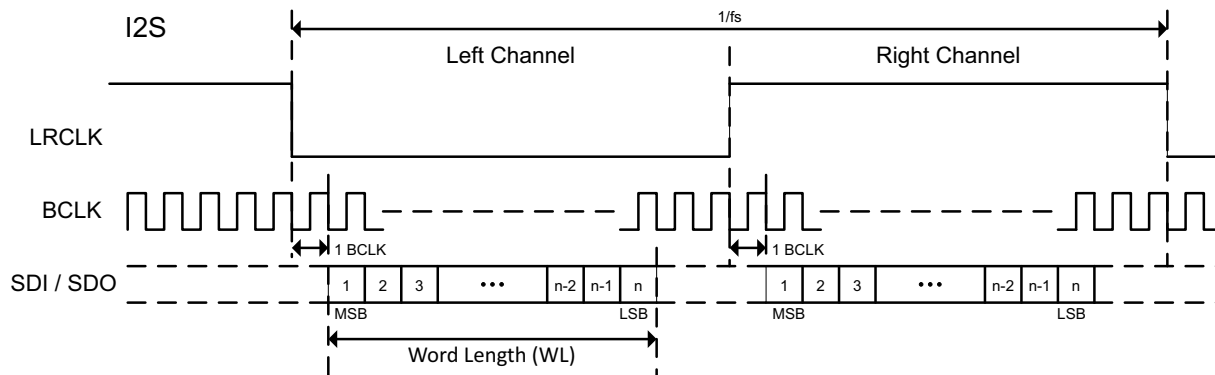 I2S
1/fs
Left Channel
Right Channel
LRCLK
BCLK
1 BCLK
1 BCLK
SDI / SDO
1 2 3 ••• n-2 n-1 n
1 2 3 ••• n-2 n-1 n
MSB
LSB
MSB
LSB
Word Length (WL)